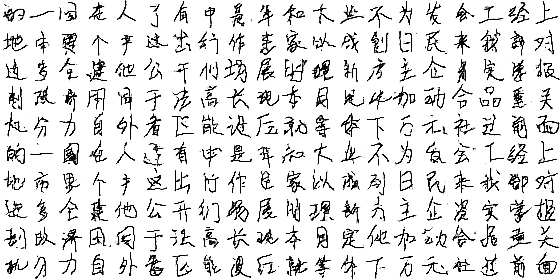 的一国在人了有中是年和大业不为发会工经上
地市要个产这出行作生家以成到日民来我部对
进多全建他公开们场展时理新方主企资实学报
制政济用同于法高长现本月定化加动合品重关
机分力自外者区能设后就等体下万元社过前面
的一国在人了有中是年和大业不为发会工经上
地市要个产这出行作生家以成到日民来我部对
进多全建他公开们场展时理新方主企资实学报
制政济用同于法高长现本月定化加动合品重关
机分力自外者区能设后就等体下万元社过前面